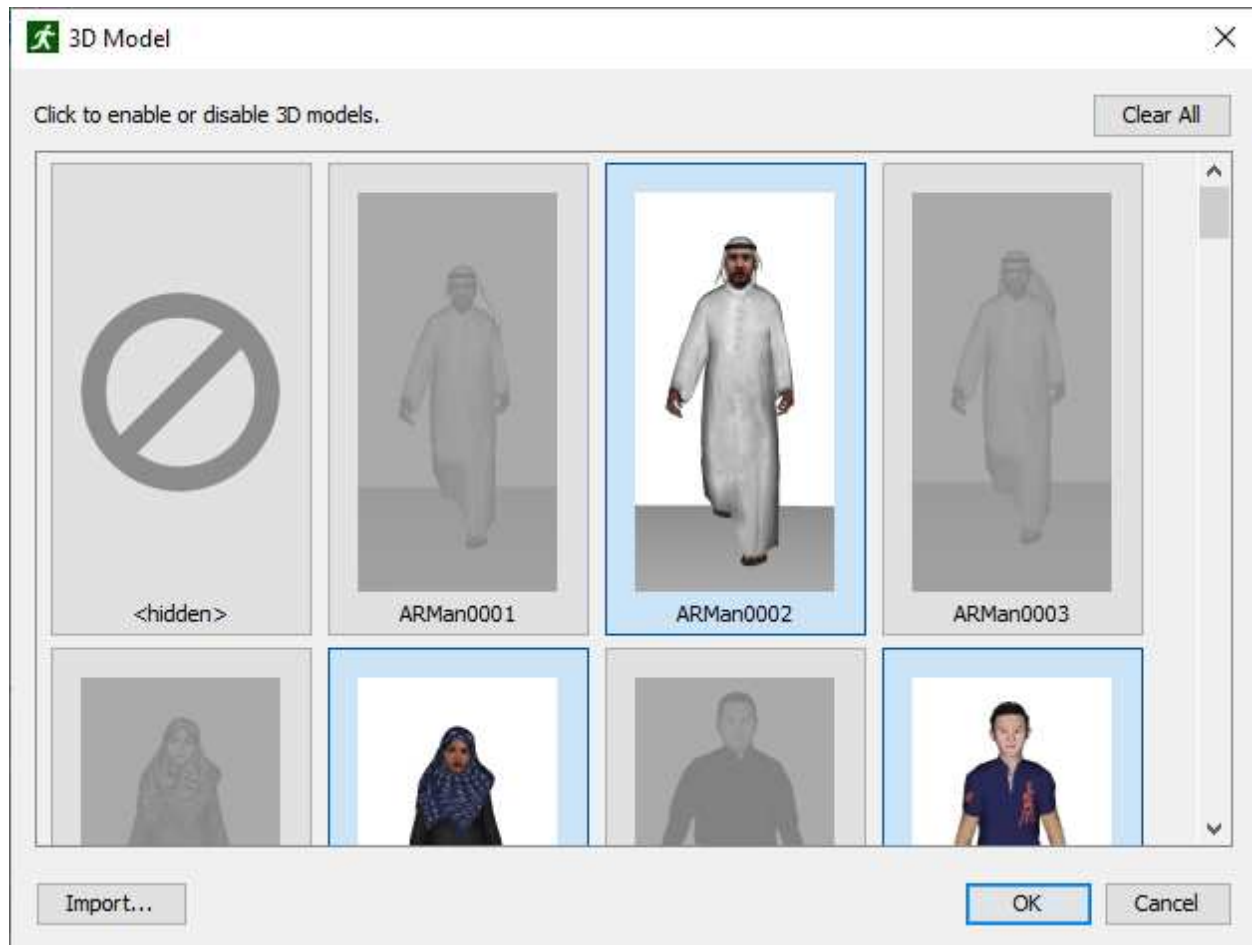 3D Model
Click to enable or disable 3D models.
Clear All
<hidden>
ARMan0001
ARMan0002
ARMan0003
Import...
OK
Cancel